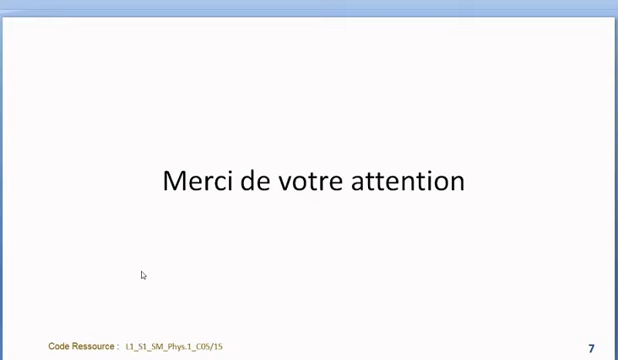 Merci de votre attention
Code Ressource : L1_S1_SM_Phys.1_C05/15
7